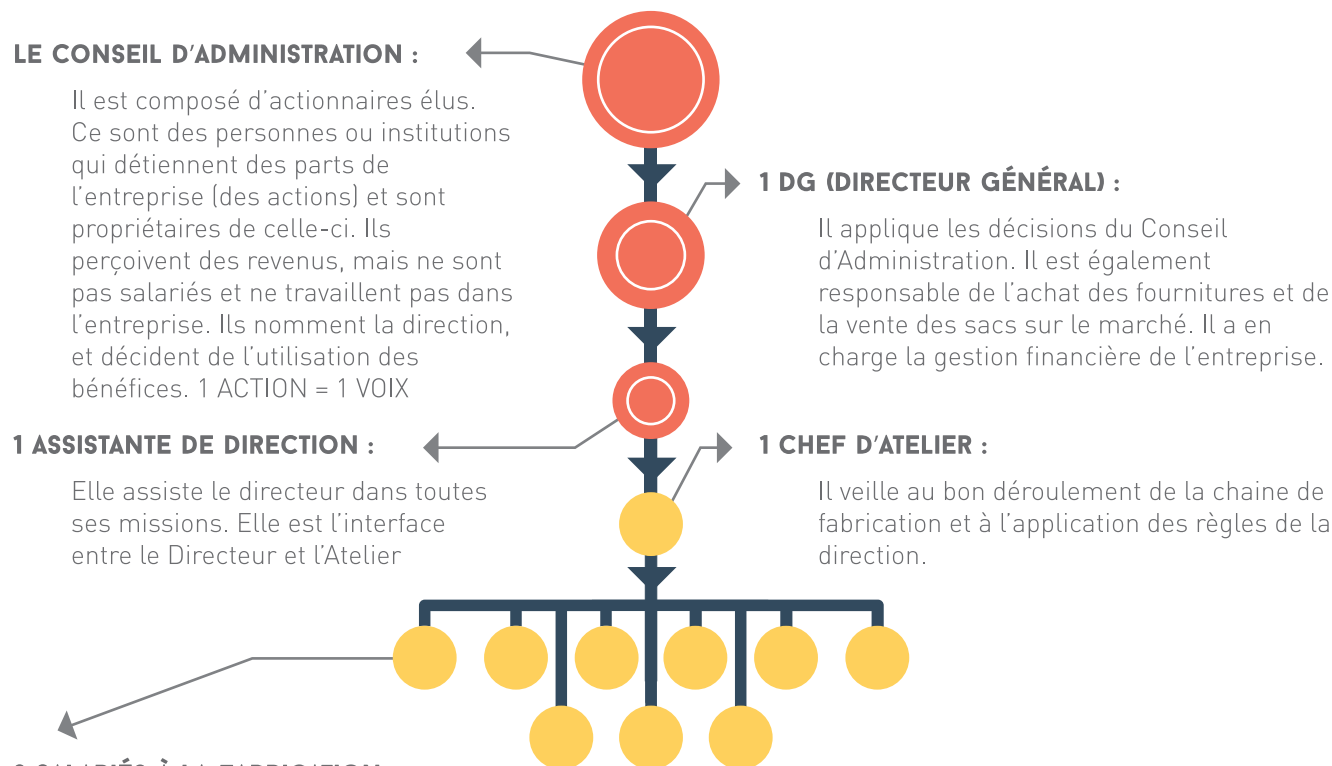 LE CONSEIL D'ADMINISTRATION :
Il est composé d'actionnaires élus.
Ce sont des personnes ou institutions
qui détiennent des parts de
l'entreprise (des actions) et sont
propriétaires de celle-ci. Ils
perçoivent des revenus, mais ne sont
pas salariés et ne travaillent pas dans
l'entreprise. Ils nomment la direction,
et décident de l'utilisation des
bénéfices. 1 ACTION = 1 VOIX
1 DG (DIRECTEUR GÉNÉRAL) :
Il applique les décisions du Conseil
d'Administration. Il est également
responsable de l'achat des fournitures et de
la vente des sacs sur le marché. Il a en
charge la gestion financière de l'entreprise.
1 ASSISTANTE DE DIRECTION :
Elle assiste le directeur dans toutes
ses missions. Elle est l'interface
entre le Directeur et l'Atelier
1 CHEF D'ATELIER :
Il veille au bon déroulement de la chaine de
fabrication et à l'application des règles de la
direction.
SALARIÉS À LA FABRICATION